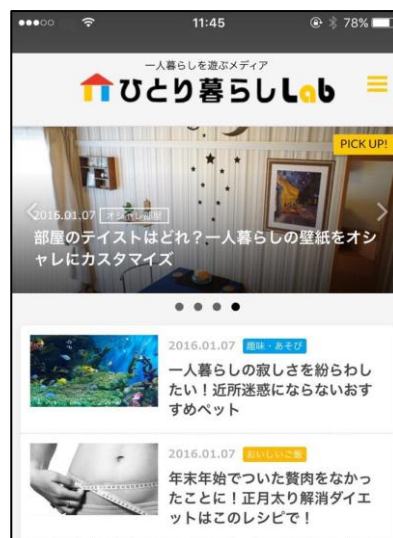 11:45
78%
一人暮らしを遊ぶメディア
ひとり暮らしLab
PICK UP!
2016.01.07 オシャレ部屋
部屋のテイストはどれ？一人暮らしの壁紙をオシ
ャレにカスタマイズ
2016.01.07 趣味・あそび
一人暮らしの寂しさを紛らわし
たい！近所迷惑にならないおす
すめペット
2016.01.07 おいしいご飯
年末年始でついた贅肉をなかっ
たことに！正月太り解消ダイエ
ットはこのレシピで！